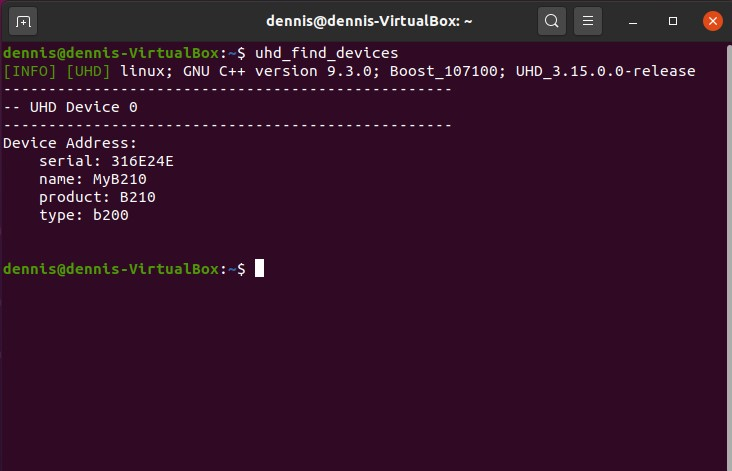 dennis@dennis-VirtualBox: ~
dennis@dennis-VirtualBox:~$ uhd_find_devices
[INFO] [UHD] linux; GNU C++ version 9.3.0; Boost_107100; UHD_3.15.0.0-release
--------------------------------------------------
-- UHD Device 0
--------------------------------------------------
Device Address:
    serial: 316E24E
    name: MyB210
    product: B210
    type: b200
dennis@dennis-VirtualBox:~$